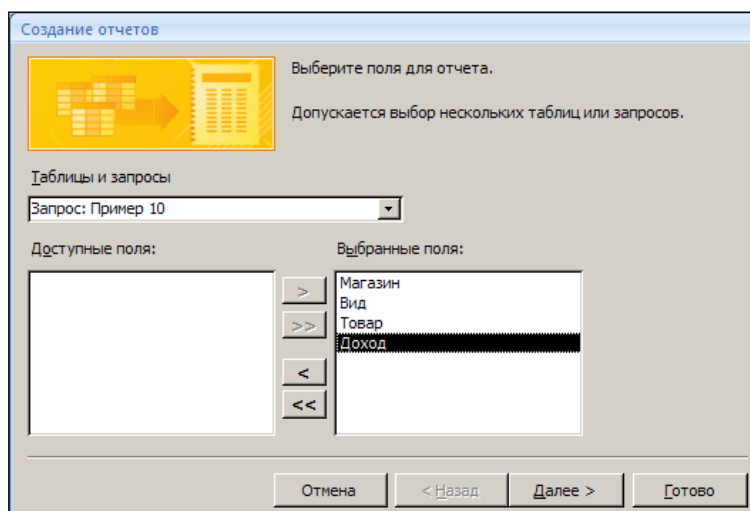 Создание отчетов
Выберите поля для отчета.
Допускается выбор нескольких таблиц или запросов.
Таблицы и запросы
Запрос: Пример 10
Доступные поля:
Выбранные поля:
>
>>
<
<<
Магазин
Вид
Товар
Доход
Отмена
< Назад
Далее >
Готово